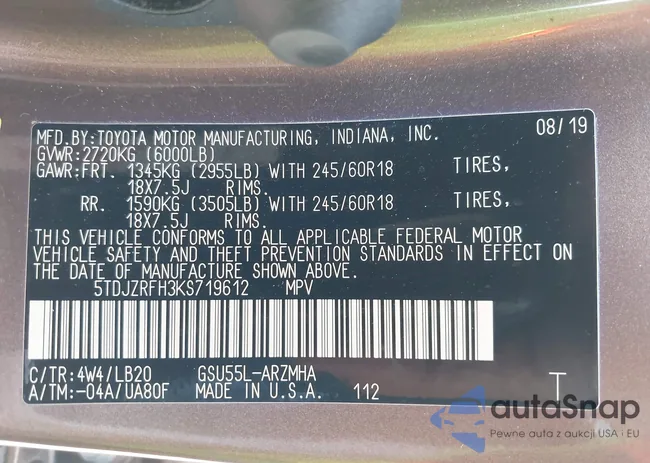 MFD.BY:TOYOTA MOTOR MANUFACTURING, INDIANA, INC. 08/19
GVWR:2720KG (6000LB)
GAWR:FRT. 1345KG (2955LB) WITH 245/60R18 TIRES,
18X7.5J RIMS.
RR. 1590KG (3505LB) WITH 245/60R18 TIRES,
18X7.5J RIMS.
THIS VEHICLE CONFORMS TO ALL APPLICABLE FEDERAL MOTOR
VEHICLE SAFETY AND THEFT PREVENTION STANDARDS IN EFFECT ON
THE DATE OF MANUFACTURE SHOWN ABOVE.
5TDJZRFH3KS719612 MPV
C/TR:4W4/LB20 GSU55L-ARZMHA
A/TM:-04A/UA80F MADE IN U.S.A. 112 T
autaSnap
Pewne auta z aukcji USA i EU